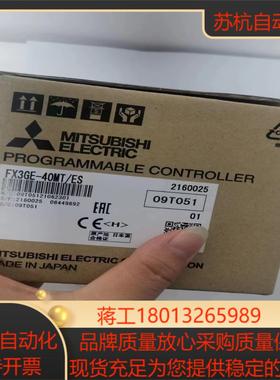 苏杭自动
MITSUBISHI
ELECTRIC
PROGRAMMABLE CONTROLLER
FX3GE-40MT/ES
2160025
09T051
01
EAC
CE<H>
MITSUBISHI ELECTRIC
MADE IN JAPAN
自动化
蒋工18013265989
开票
品牌质量放心采购质量
现货充足为您提供稳定的